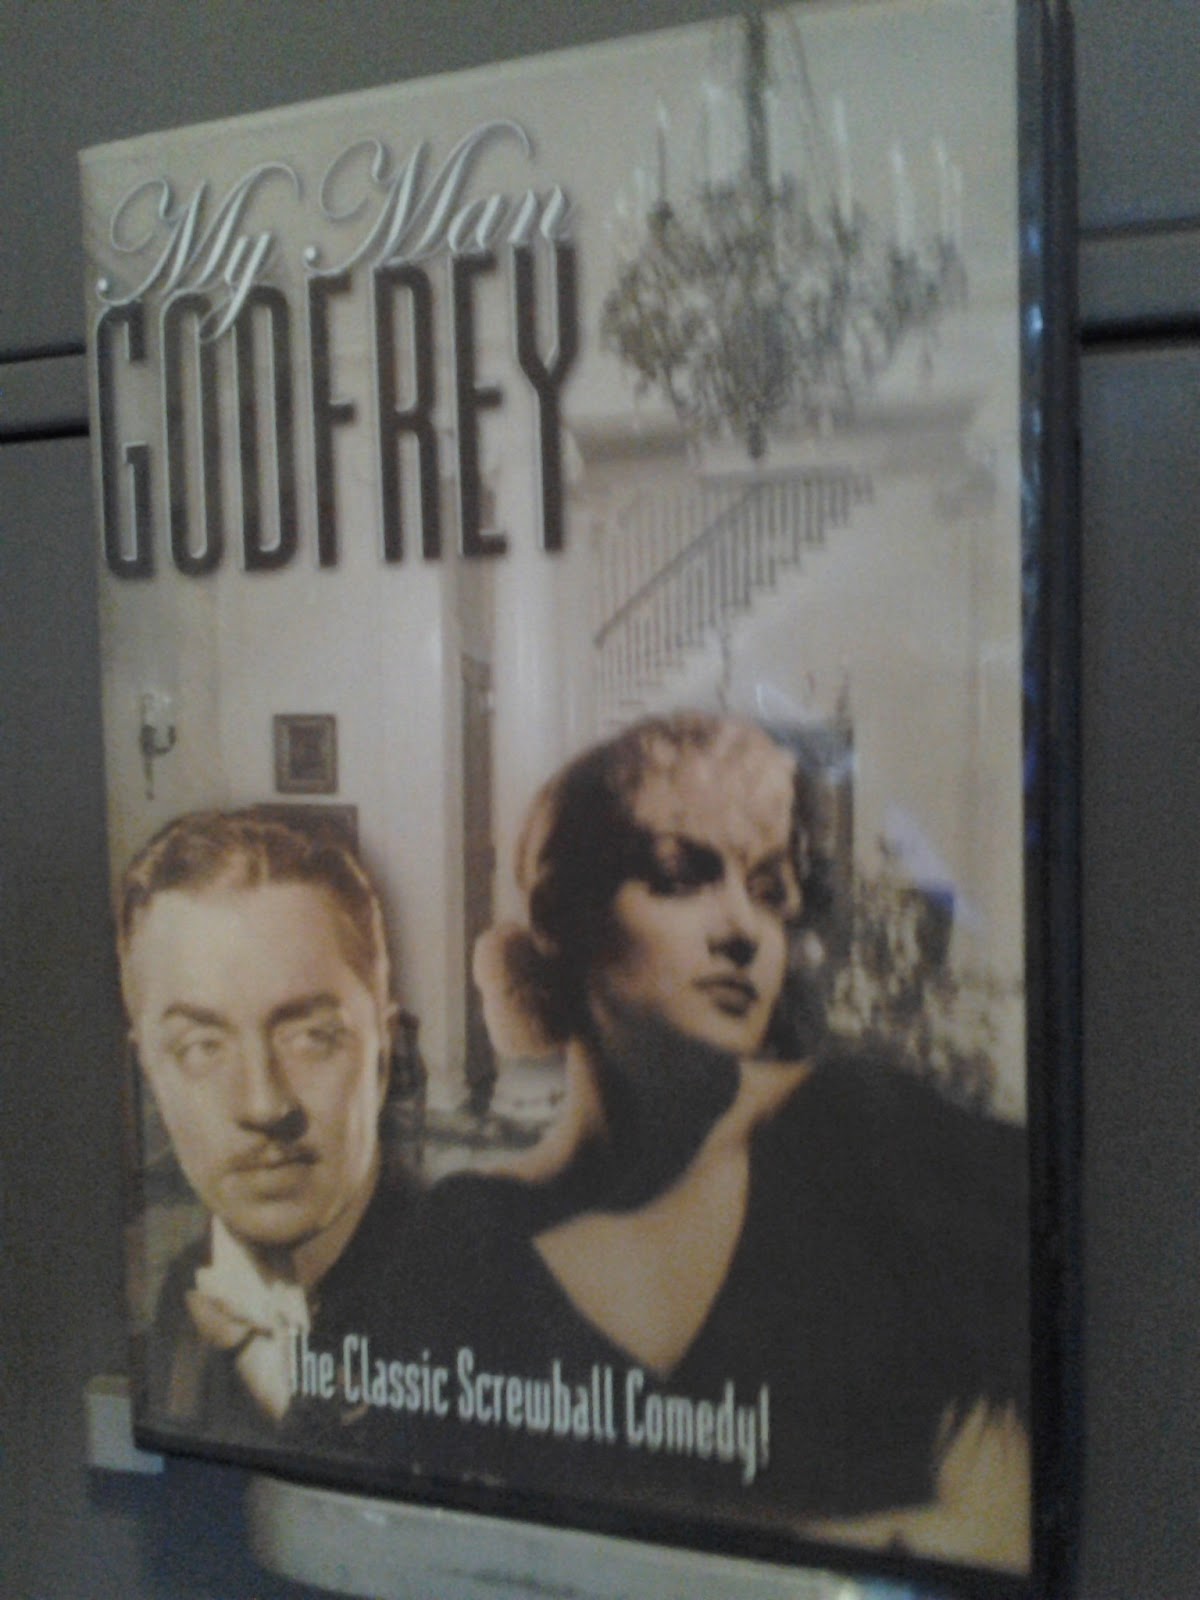 My Man
GODFREY
The Classic Screwball Comedy!